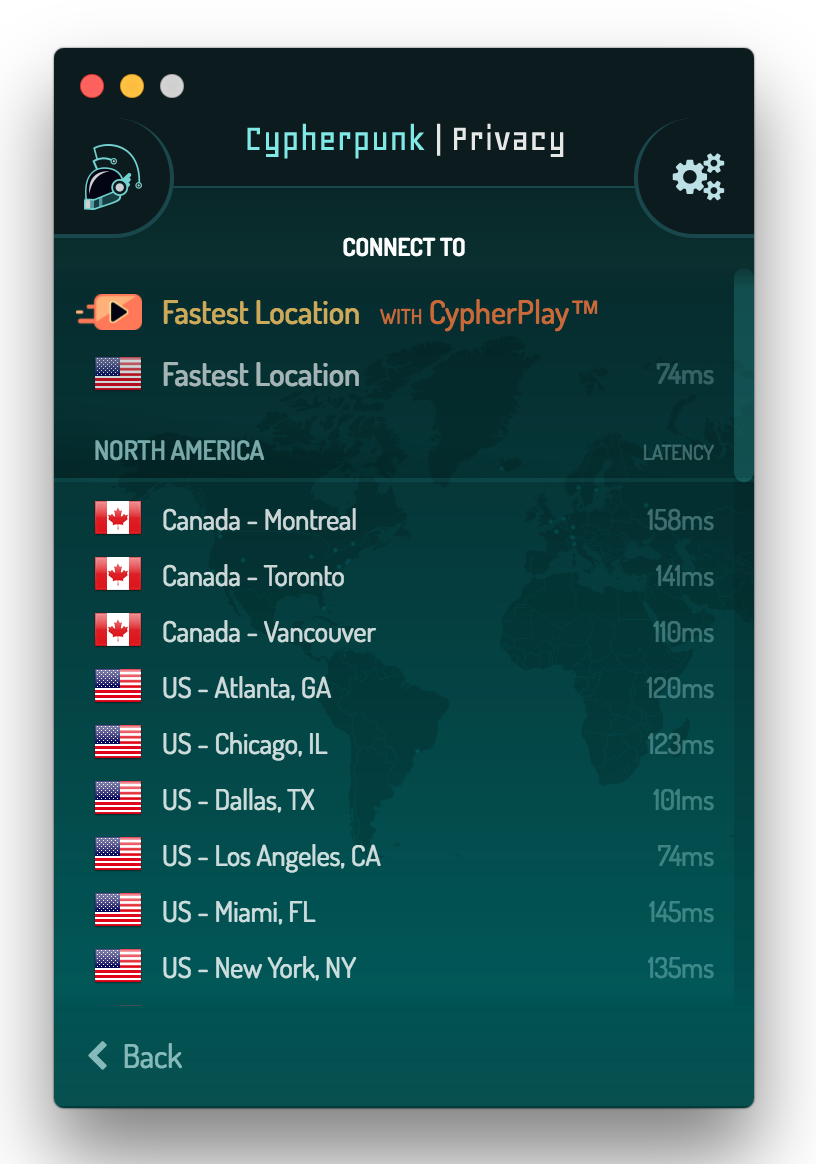 Cypherpunk | Privacy
CONNECT TO
Fastest Location WITH CypherPlay™
Fastest Location 74ms
NORTH AMERICA LATENCY
Canada - Montreal 158ms
Canada - Toronto 141ms
Canada - Vancouver 110ms
US - Atlanta, GA 120ms
US - Chicago, IL 123ms
US - Dallas, TX 101ms
US - Los Angeles, CA 74ms
US - Miami, FL 145ms
US - New York, NY 135ms
Back